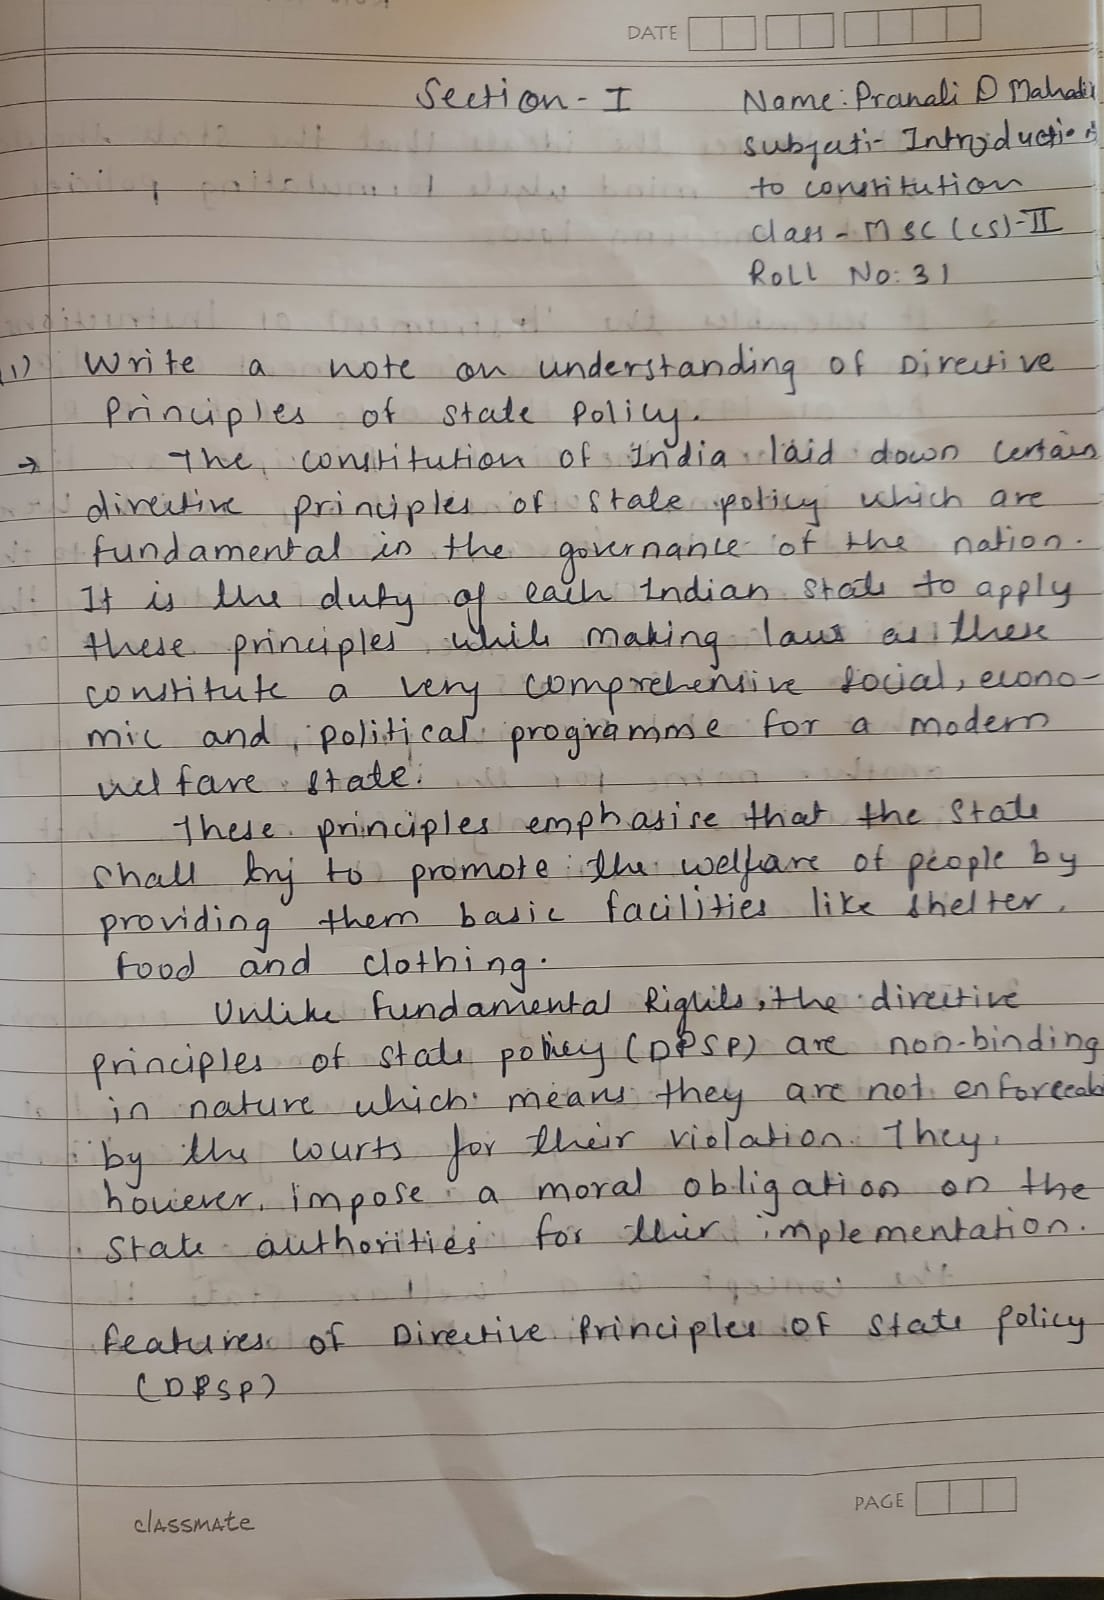 DATE
Section - I
Name: Pranali D Mahadik
Subject:- Introduction
to constitution
class - MSC (CS)-II
ROLL No: 31
1) Write a note on understanding of Directive
Principles of State Policy.
→ The constitution of India laid down certain
directive principles of state policy which are
fundamental in the governance of the nation.
It is the duty of each Indian State to apply
these principles while making laws as these
constitute a very comprehensive social, econo-
mic and political programme for a modern
welfare state.
These principles emphasise that the State
shall try to promote the welfare of people by
providing them basic facilities like shelter,
food and clothing.
Unlike Fundamental Rights, the directive
principles of state policy (DPSP) are non-binding
in nature which means they are not enforceab
by the courts for their violation. They,
however, impose a moral obligation on the
State authorities for their implementation.
Features of Directive Principles of State Policy
(DPSP)
PAGE
classmate